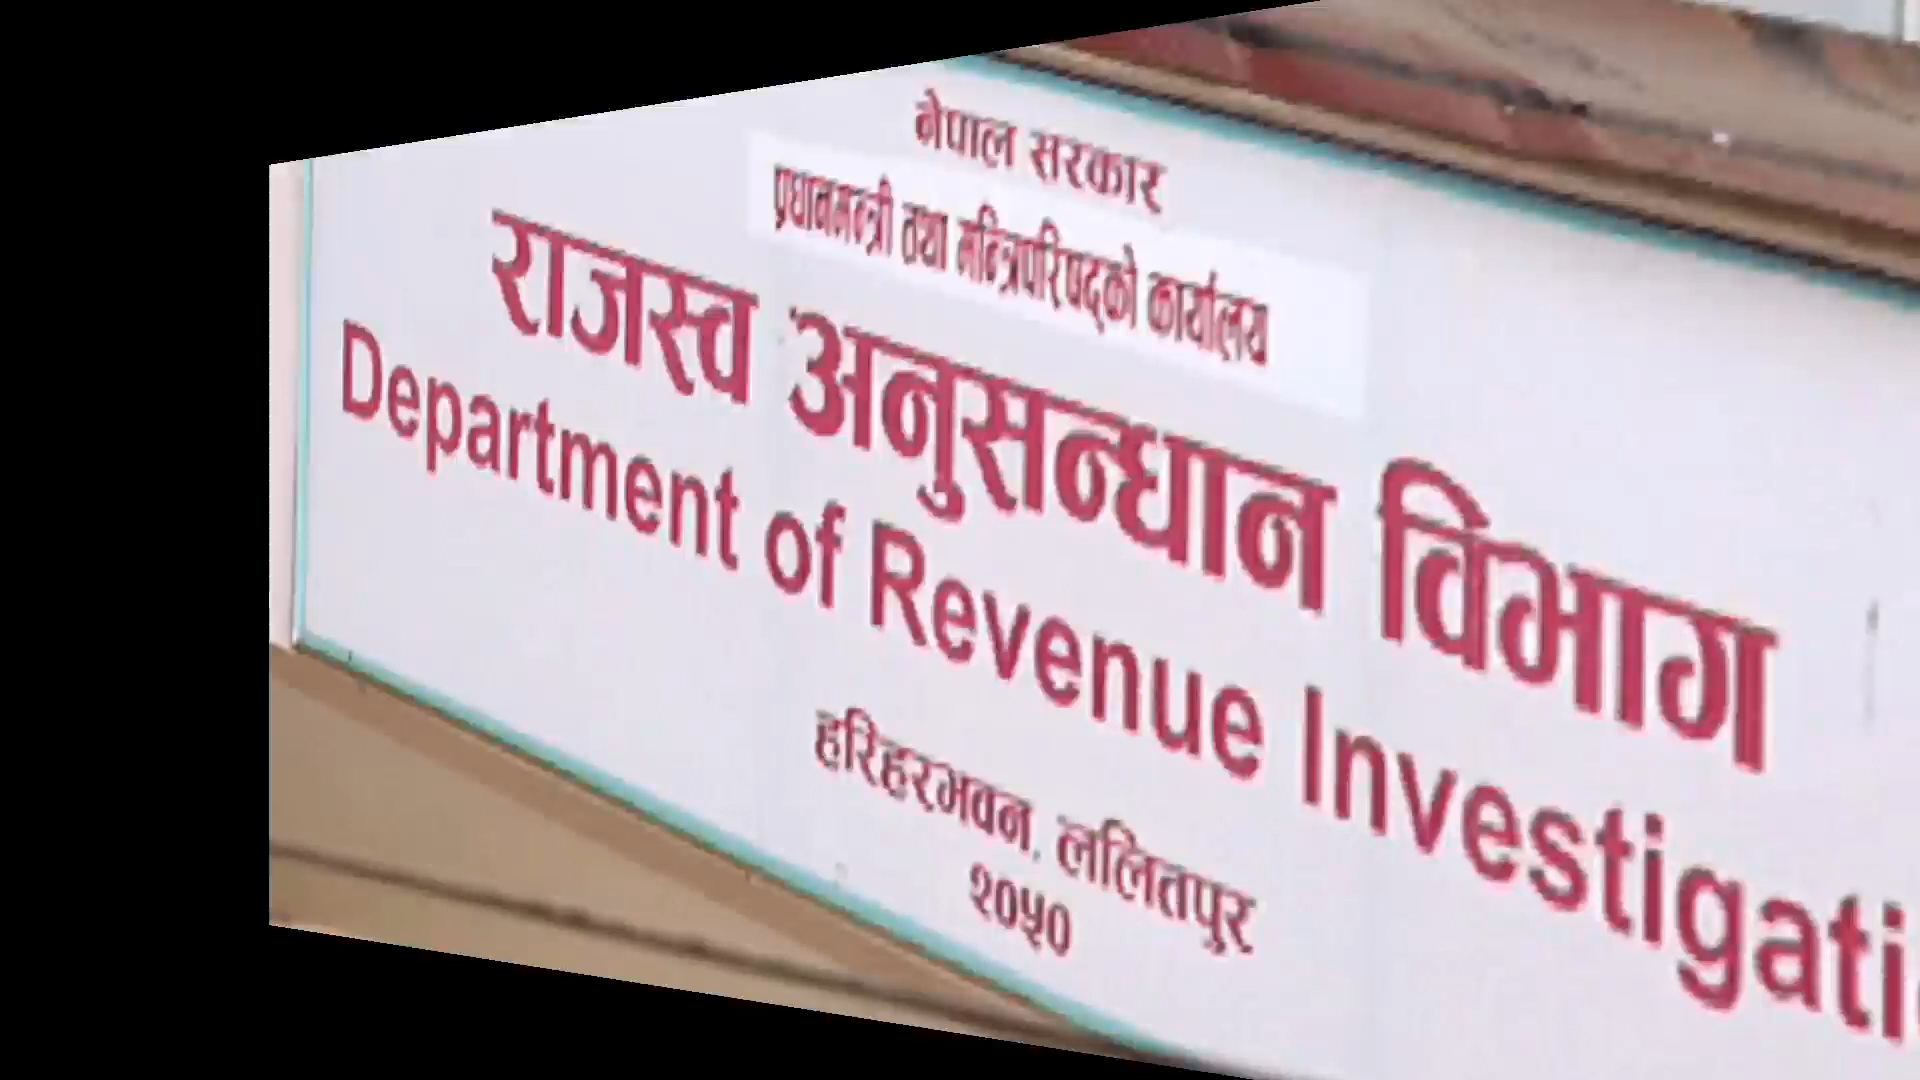 नेपाल सरकार
प्रधानमन्त्री तथा मन्त्रिपरिषद्को कार्यालय
राजस्व अनुसन्धान विभाग
Department of Revenue Investigati
हरिहरभवन, ललितपुर
२०५०